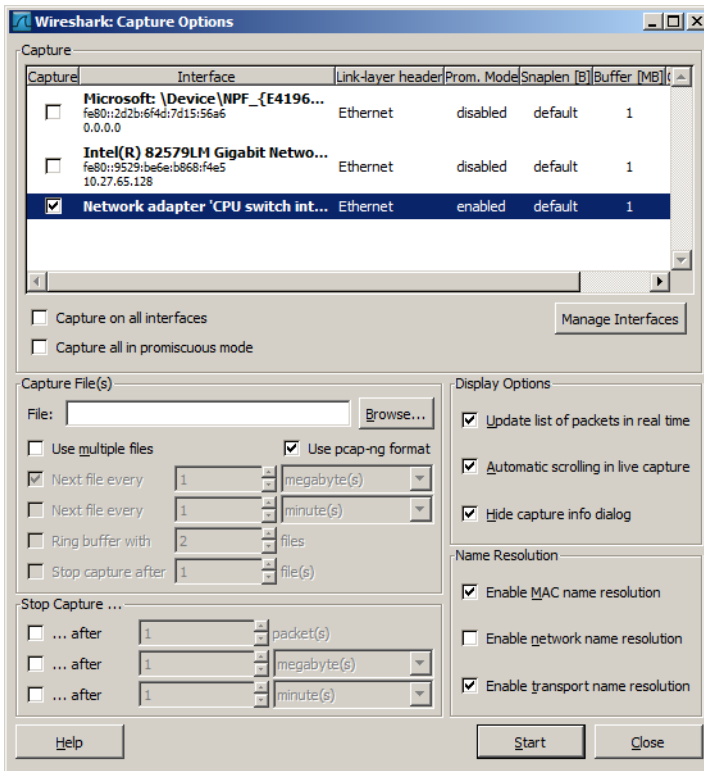 Wireshark: Capture Options
Capture
Capture Interface Link-layer header Prom. Mode Snaplen [B] Buffer [MB]
Microsoft: \Device\NPF_{E4196...
fe80::2d2b:6f4d:7d15:56a6 Ethernet disabled default 1
0.0.0.0
Intel(R) 82579LM Gigabit Netwo...
fe80::9529:be6e:b868:f4e5 Ethernet disabled default 1
10.27.65.128
Network adapter 'CPU switch int... Ethernet enabled default 1
Capture on all interfaces
Manage Interfaces
Capture all in promiscuous mode
Capture File(s)
File: Browse...
Use multiple files Use pcap-ng format
Next file every 1 megabyte(s)
Next file every 1 minute(s)
Ring buffer with 2 files
Stop capture after 1 file(s)
Stop Capture ...
... after 1 packet(s)
... after 1 megabyte(s)
... after 1 minute(s)
Display Options
Update list of packets in real time
Automatic scrolling in live capture
Hide capture info dialog
Name Resolution
Enable MAC name resolution
Enable network name resolution
Enable transport name resolution
Help Start Close